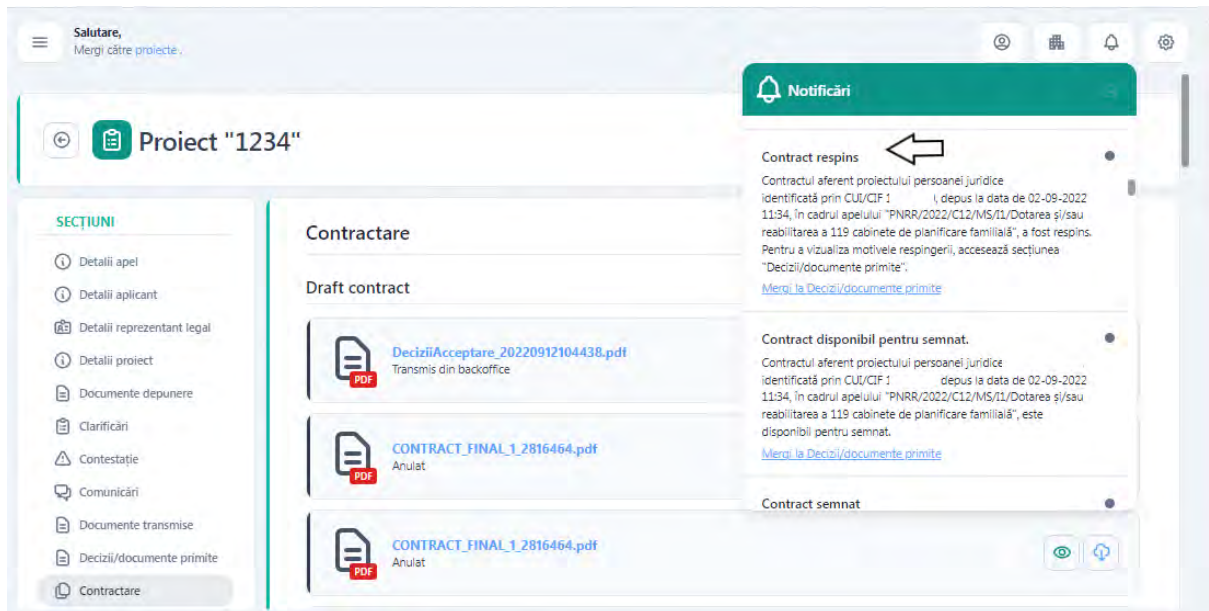 Salutare,
Mergi către proiecte .
Proiect "1234"
SECȚIUNI
Detalii apel
Detalii aplicant
Detalii reprezentant legal
Detalii proiect
Documente depunere
Clarificări
Contestație
Comunicări
Documente transmise
Decizii/documente primite
Contractare
Contractare
Draft contract
PDF
DeciziiAcceptare_20220912104438.pdf
Transmis din backoffice
PDF
CONTRACT_FINAL_1_2816464.pdf
Anulat
PDF
CONTRACT_FINAL_1_2816464.pdf
Anulat
Notificări
Contract respins
Contractul aferent proiectului persoanei juridice
identificată prin CUI/CIF 1 , depus la data de 02-09-2022
11:34, în cadrul apelului "PNRR/2022/C12/MS/I1/Dotarea și/sau
reabilitarea a 119 cabinete de planificare familială", a fost respins.
Pentru a vizualiza motivele respingerii, accesează secțiunea
"Decizii/documente primite".
Mergi la Decizii/documente primite
Contract disponibil pentru semnat.
Contractul aferent proiectului persoanei juridice
identificată prin CUI/CIF 1 depus la data de 02-09-2022
11:34, în cadrul apelului "PNRR/2022/C12/MS/I1/Dotarea și/sau
reabilitarea a 119 cabinete de planificare familială", este
disponibil pentru semnat.
Mergi la Decizii/documente primite
Contract semnat